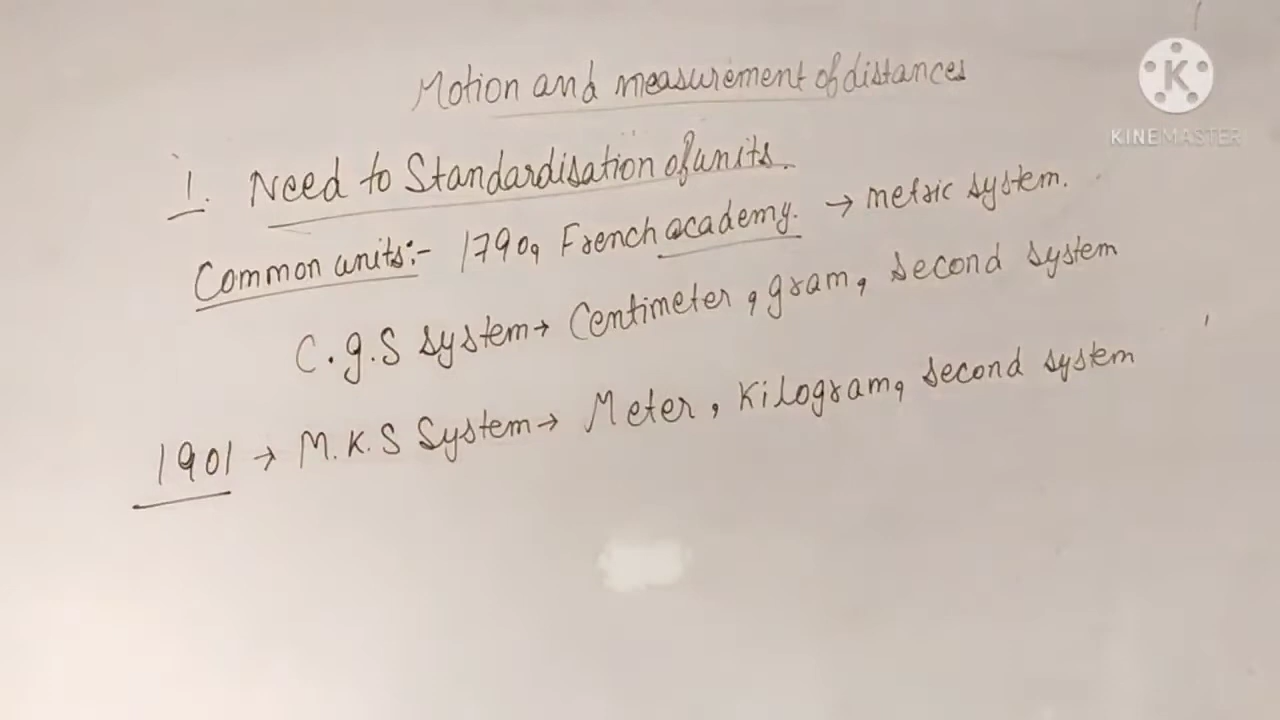 Motion and measurement of distances
K
KINEMASTER
1. Need to Standardisation of units.
Common units:- 1790, French academy. → metric system.
C.g.S system → Centimeter, gram, second system
1901 → M.K.S System → Meter, Kilogram, second system